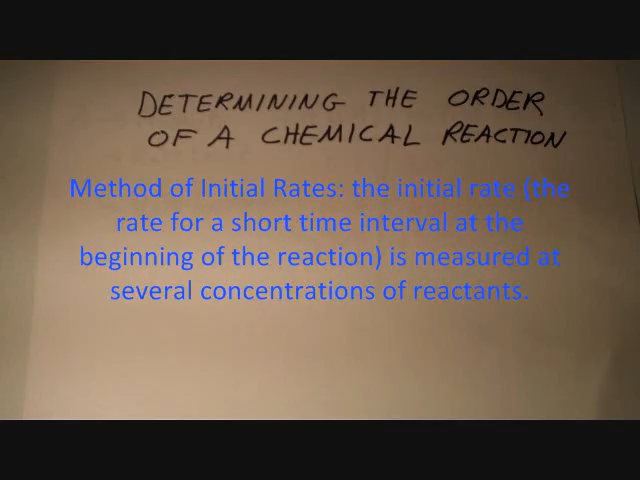 DETERMINING THE ORDER
OF A CHEMICAL REACTION
Method of Initial Rates: the initial rate (the
rate for a short time interval at the
beginning of the reaction) is measured at
several concentrations of reactants.